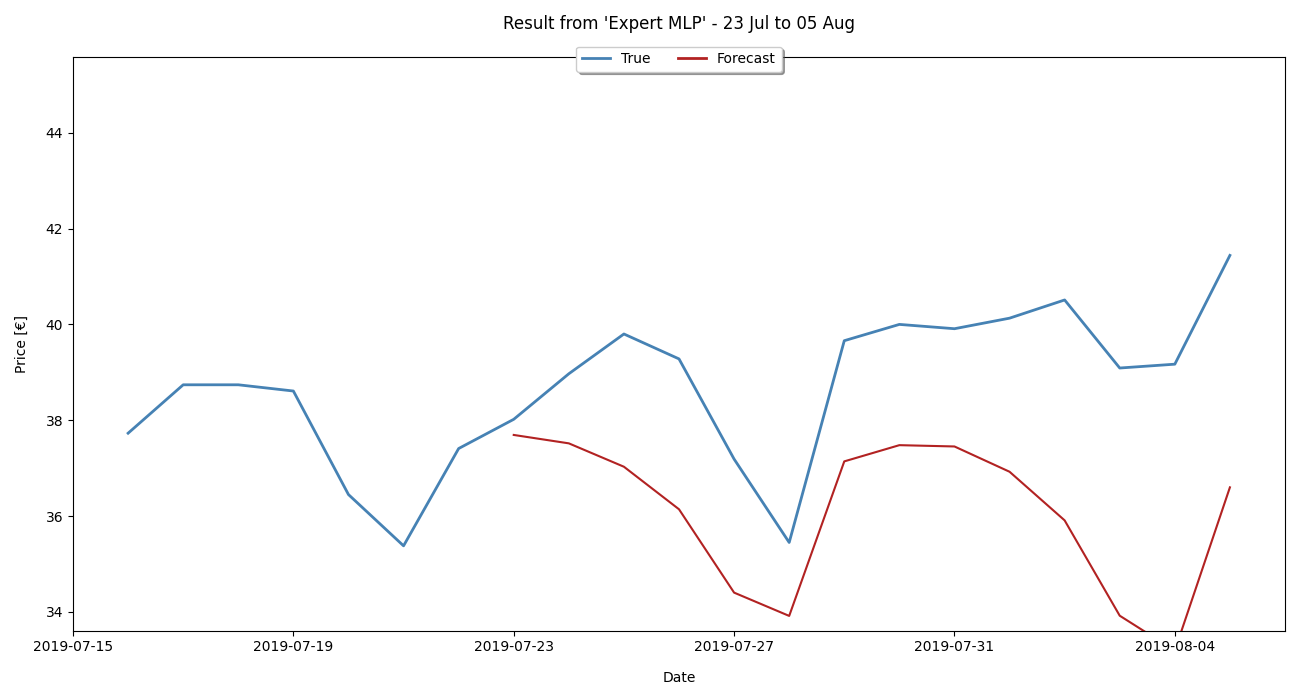 Result from 'Expert MLP' - 23 Jul to 05 Aug
True Forecast
44
42
40
38
36
34
Price [€]
2019-07-15 2019-07-19 2019-07-23 2019-07-27 2019-07-31 2019-08-04
Date